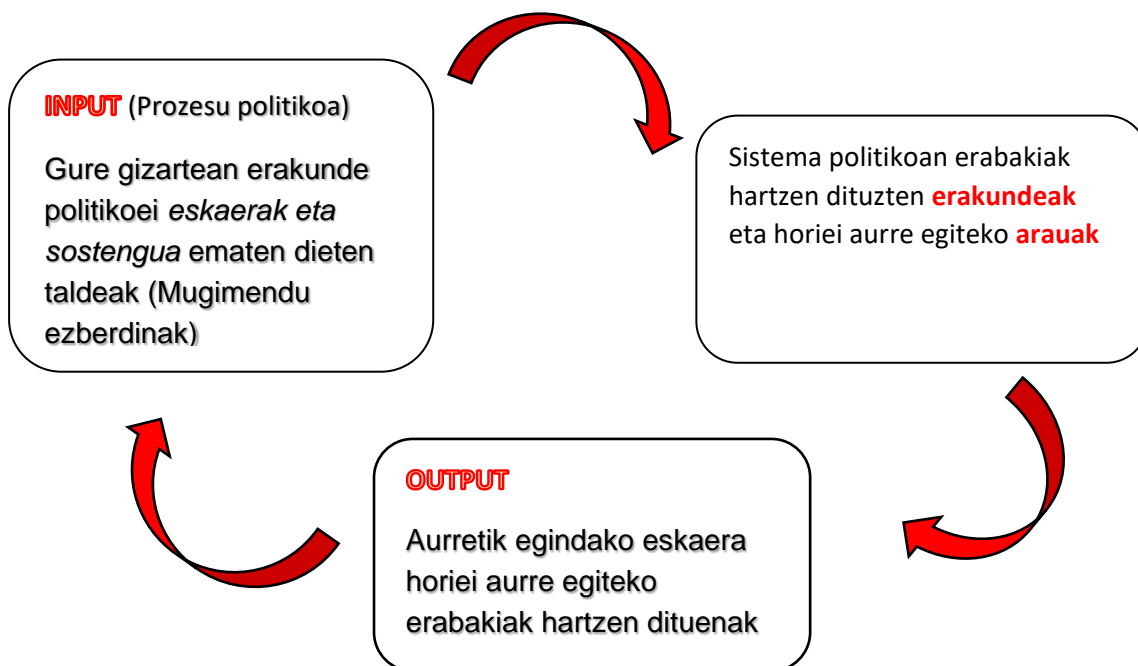 INPUT (Prozesu politikoa)
Gure gizartean erakunde
politikoei eskaerak eta
sostengua ematen dieten
taldeak (Mugimendu
ezberdinak)
Sistema politikoan erabakiak
hartzen dituzten erakundeak
eta horiei aurre egiteko arauak
OUTPUT
Aurretik egindako eskaera
horiei aurre egiteko
erabakiak hartzen dituenak